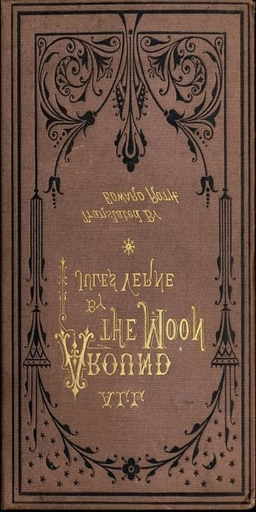 ALL
AROUND
THE MOON
BY
JULES VERNE
Translated BY
EDWARD ROTH